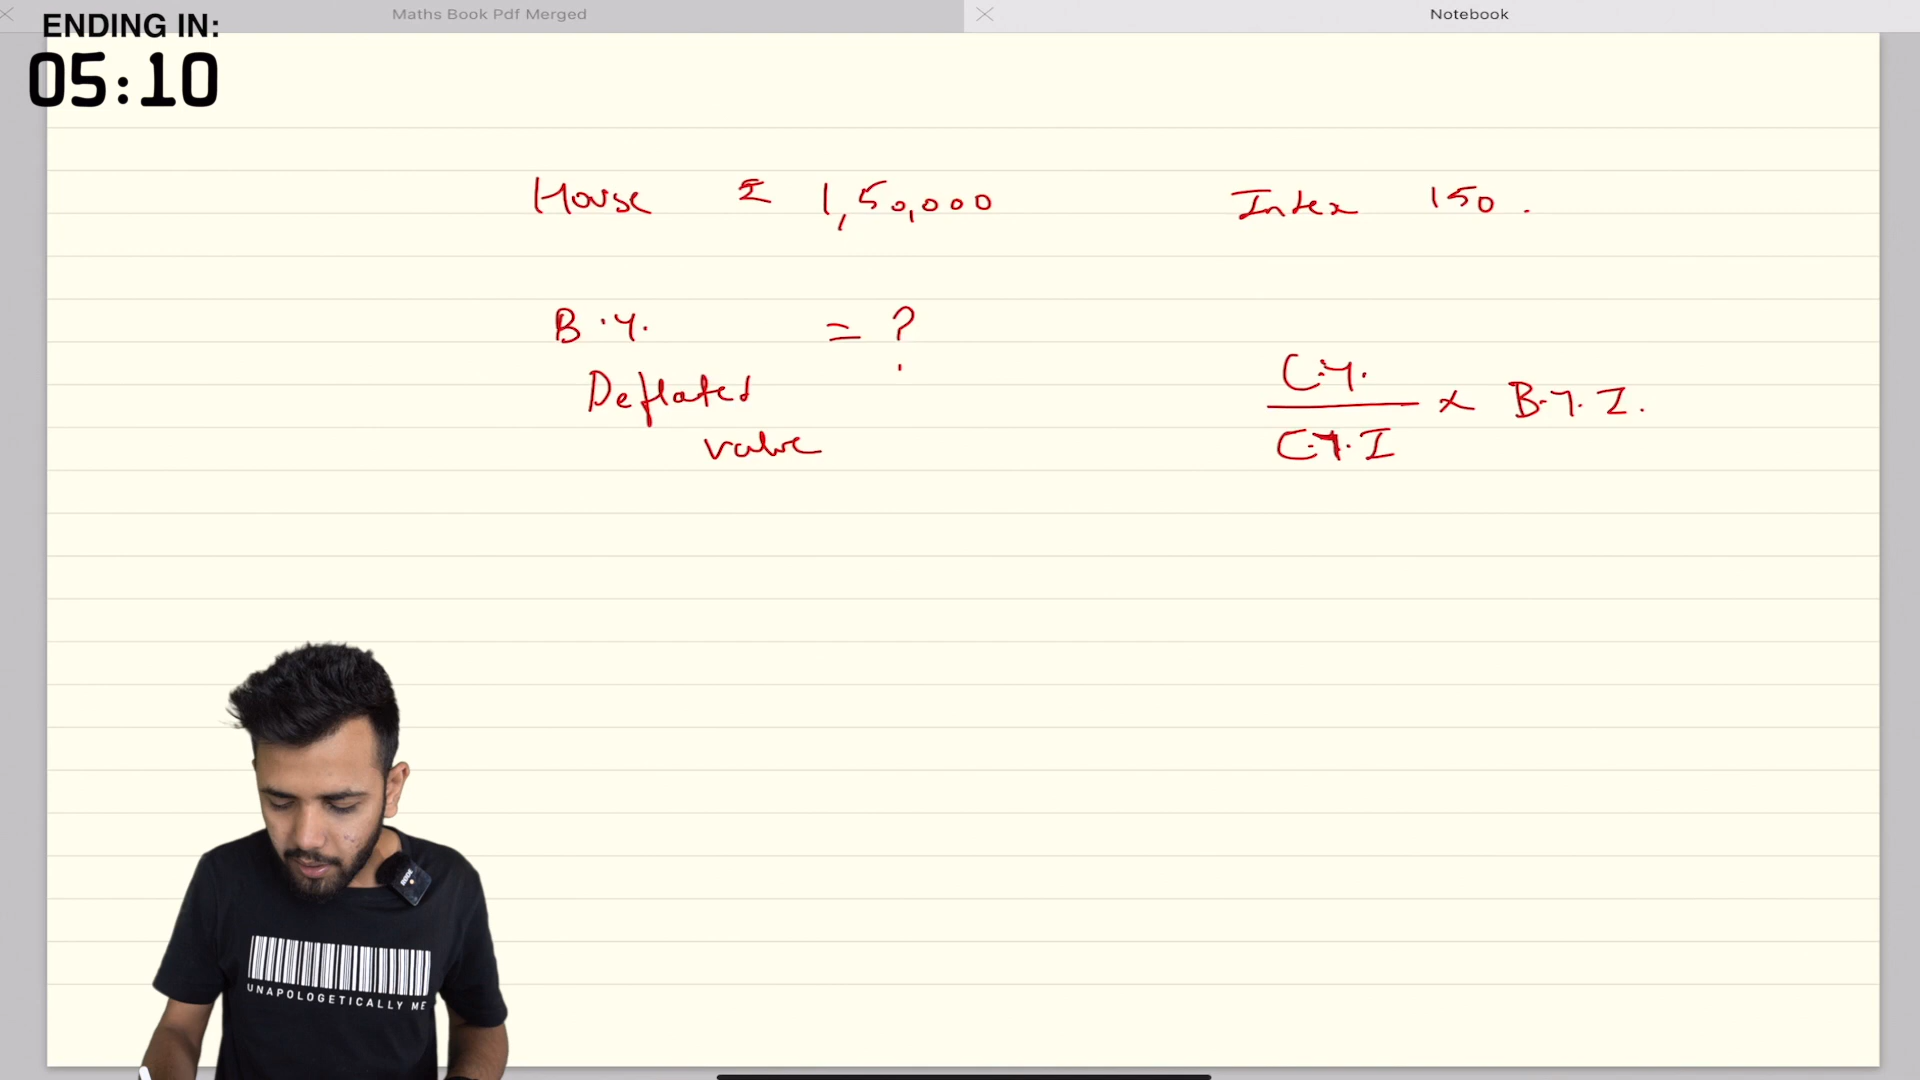 Maths Book Pdf Merged
Notebook
ENDING IN:
05:10
House ₹ 1,50,000 Index 150.
B.Y. = ?
Deflated
value
C.Y.
C.Y.I × B.Y.I.
UNAPOLOGETICALLY ME